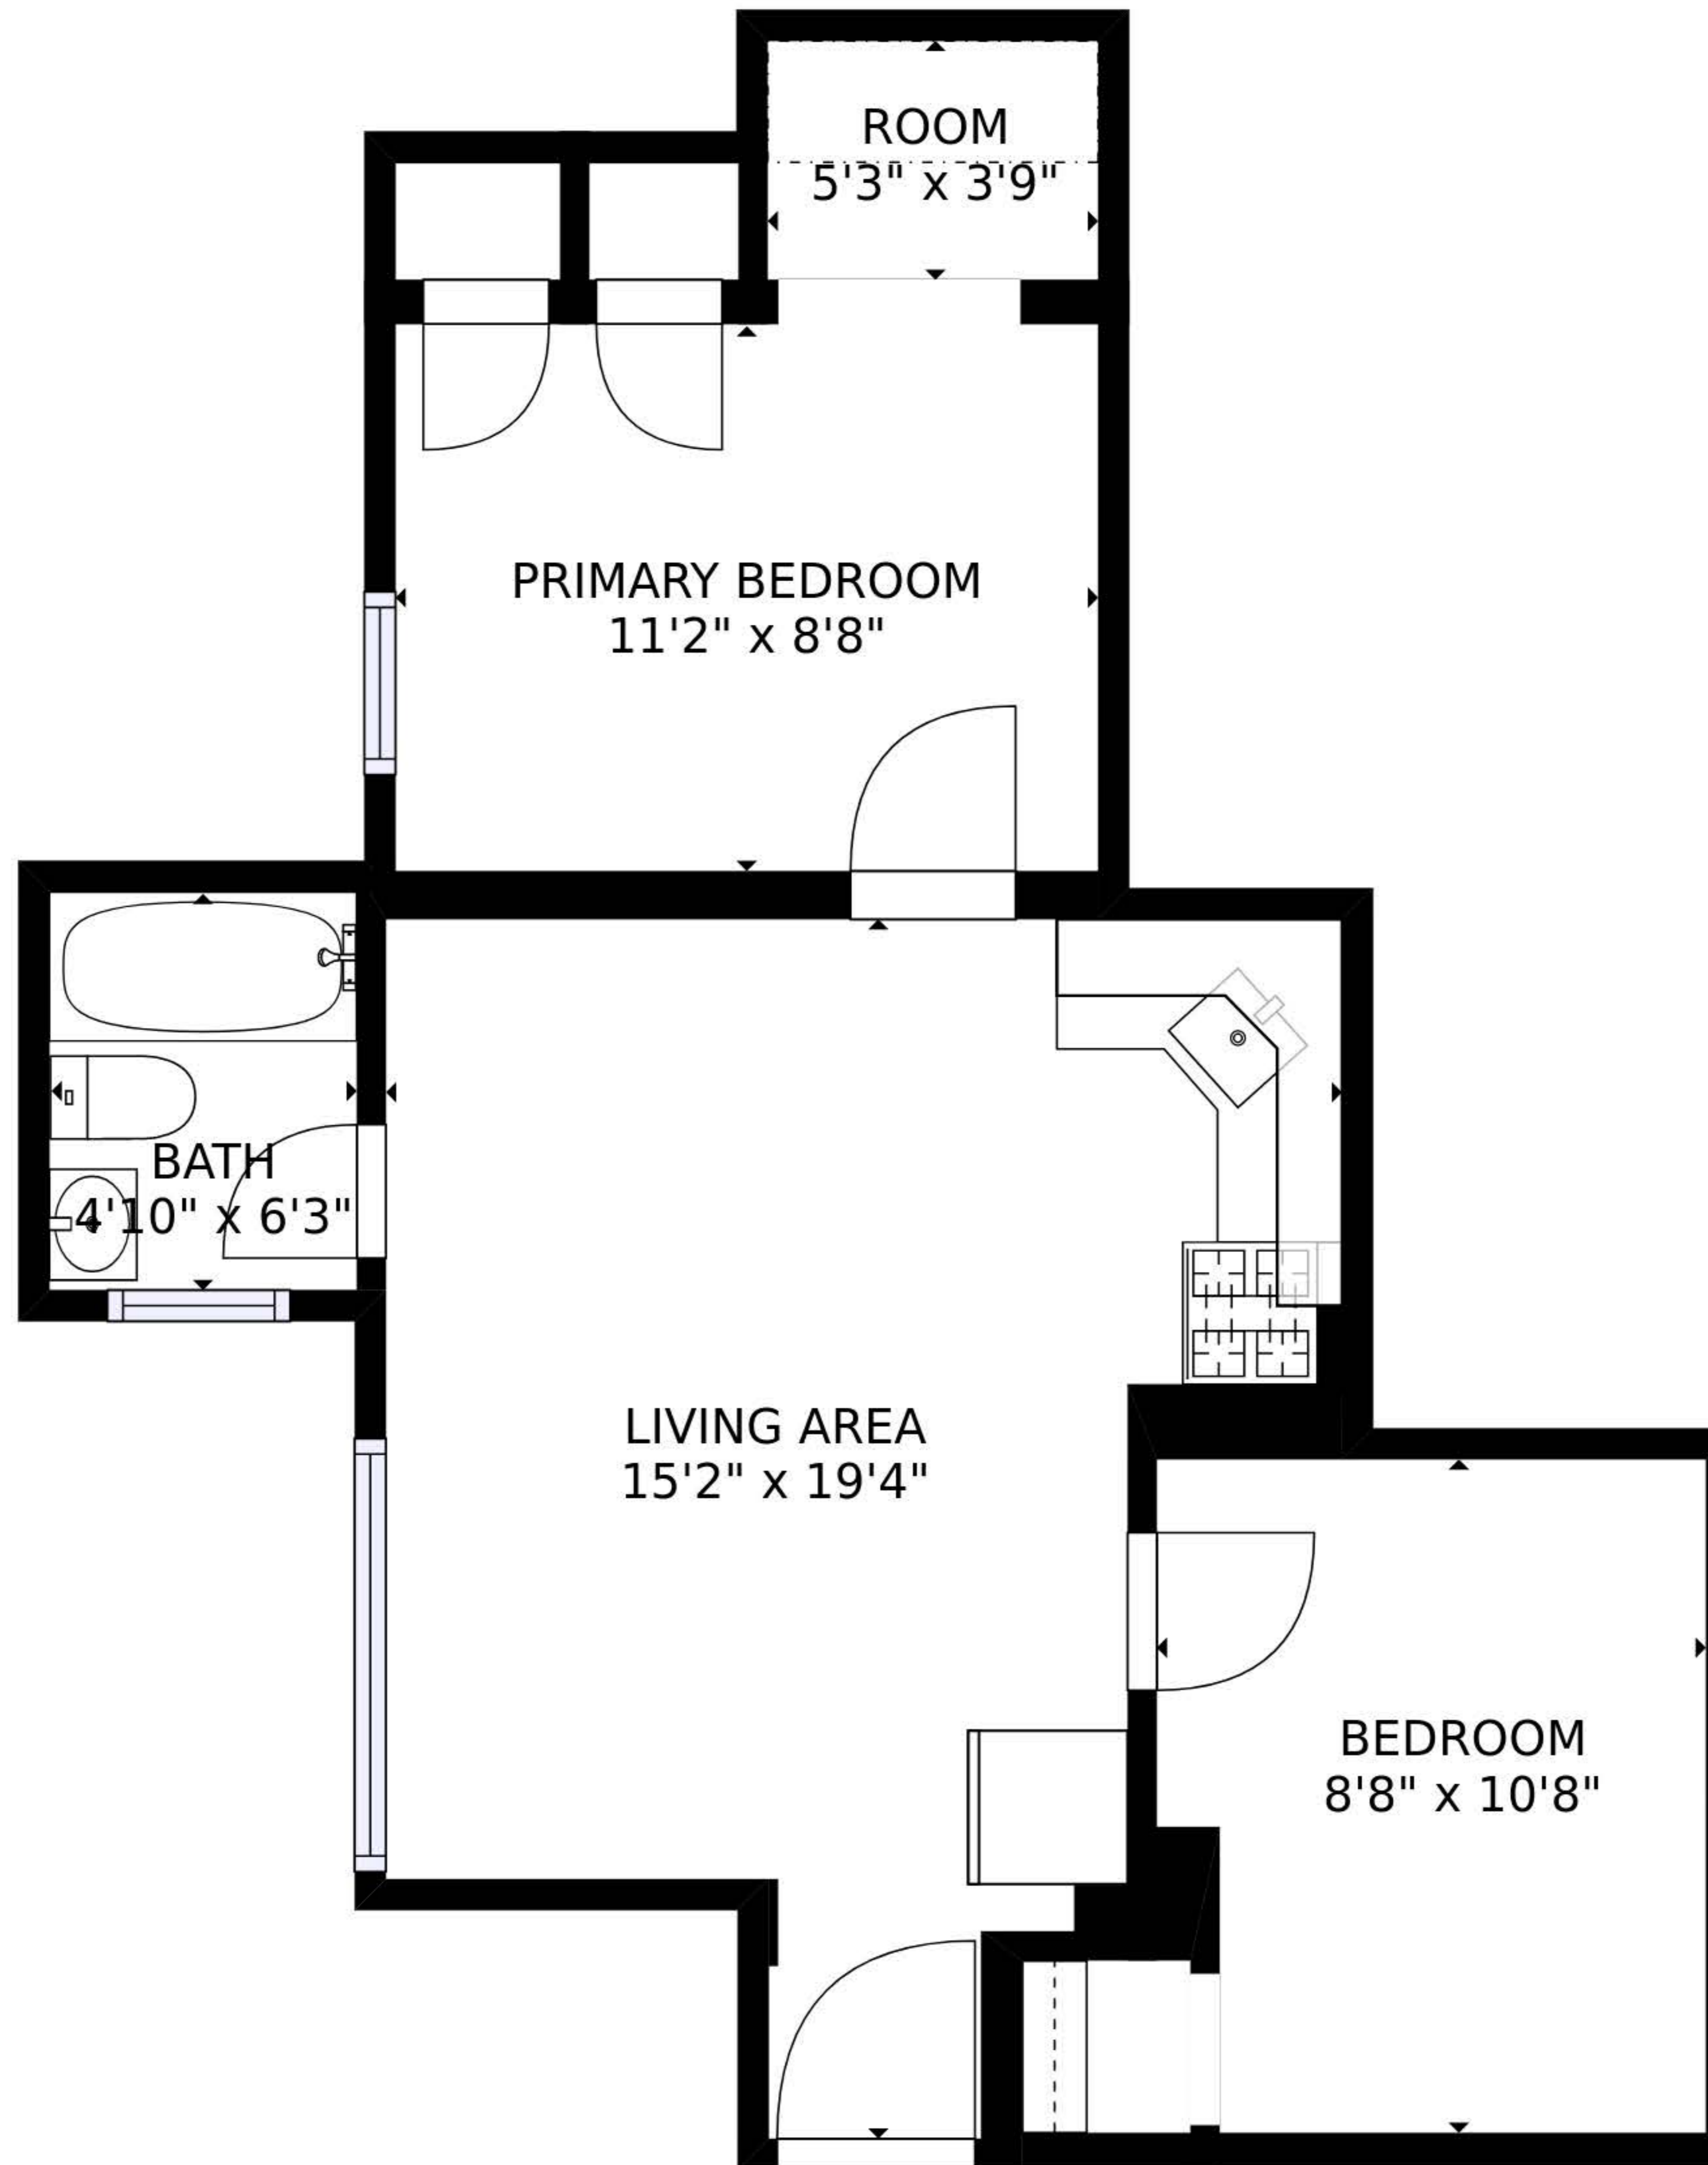 ROOM
5'3" x 3'9"
PRIMARY BEDROOM
11'2" x 8'8"
BATH
4'10" x 6'3"
LIVING AREA
15'2" x 19'4"
BEDROOM
8'8" x 10'8"